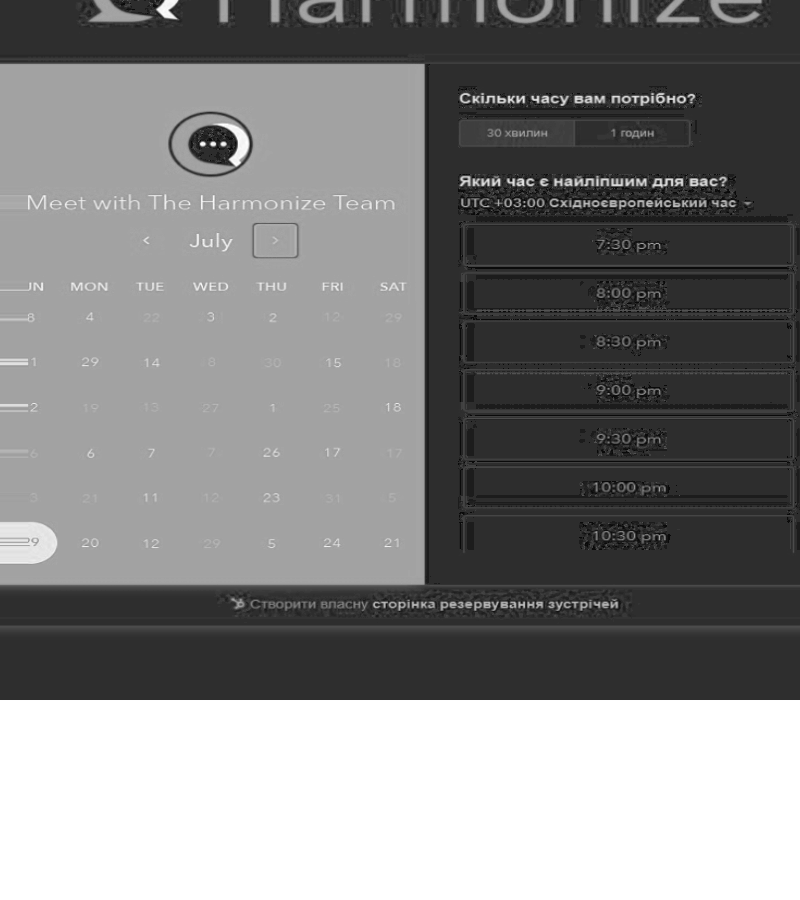 Harmonize
Meet with The Harmonize Team
< July >
UN MON TUE WED THU FRI SAT
8 4 22 3 2 12 29
1 29 14 8 30 15 18
2 19 13 27 1 25 18
6 6 7 7 26 17 17
3 21 11 12 23 31 5
29 20 12 29 5 24 21
Скільки часу вам потрібно?
30 хвилин 1 годин
Який час є найліпшим для вас?
UTC +03:00 Східноєвропейський час
7:30 pm
8:00 pm
8:30 pm
9:00 pm
9:30 pm
10:00 pm
10:30 pm
Створити власну сторінка резервування зустрічей